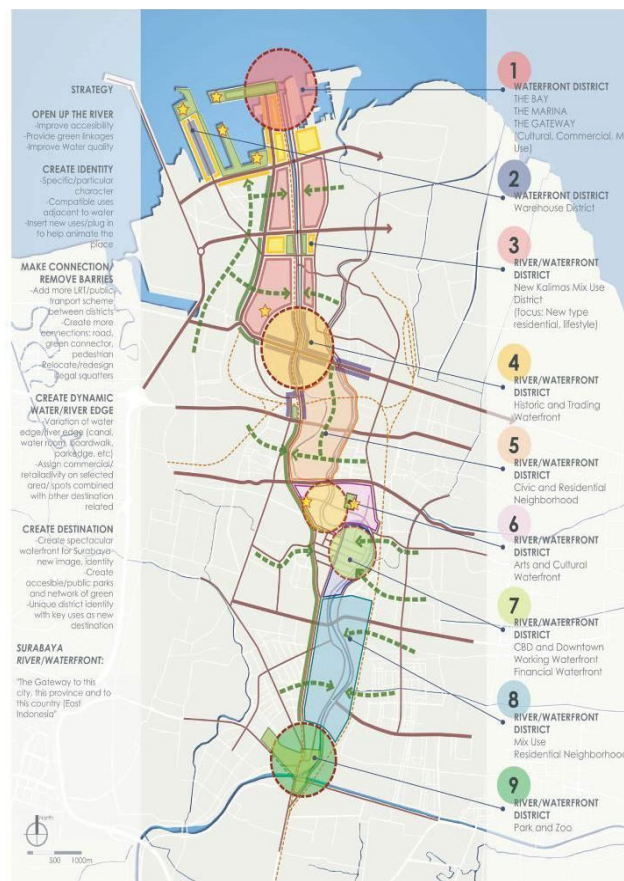 STRATEGY
OPEN UP THE RIVER
-Improve accesibility
-Provide green linkages
-Improve Water quality
CREATE IDENTITY
-Specific/particular
character
-Compatible uses
adjacent to water
-Insert new uses/plug in
to help animate the
place
MAKE CONNECTION/
REMOVE BARRIES
-Add more LRT/public
tranport scheme
between districts
-Create more
connections: road,
green connector,
pedestrian
-Relocate/redesign
illegal squatters
CREATE DYNAMIC
WATER/RIVER EDGE
-Variation of water
edge/river edge (canal,
water room, boardwalk,
parkedge, etc)
-Assign commercial/
retailactivity on selected
area/ spots combined
with other destination
related
CREATE DESTINATION
-Create spectacular
waterfront for Surabaya-
new image, identity
-Create
accesible/public parks
and network of green
-Unique district identity
with key uses as new
destination
SURABAYA
RIVER/WATERFRONT:
"The Gateway to this
city, this province and to
this country (East
Indonesia"
North
500 1000m
1
WATERFRONT DISTRICT
THE BAY
THE MARINA
THE GATEWAY
(Cultural, Commercial, M
Use)
2
WATERFRONT DISTRICT
Warehouse District
3
RIVER/WATERFRONT
DISTRICT
New Kalimas Mix Use
District
(focus: New type
residential, lifestyle)
4
RIVER/WATERFRONT
DISTRICT
Historic and Trading
Waterfront
5
RIVER/WATERFRONT
DISTRICT
Civic and Residential
Neighborhood
6
RIVER/WATERFRONT
DISTRICT
Arts and Cultural
Waterfront
7
RIVER/WATERFRONT
DISTRICT
CBD and Downtown
Working Waterfront
Financial Waterfront
8
RIVER/WATERFRONT
DISTRICT
Mix Use
Residential Neighborhood
9
RIVER/WATERFRONT
DISTRICT
Park and Zoo